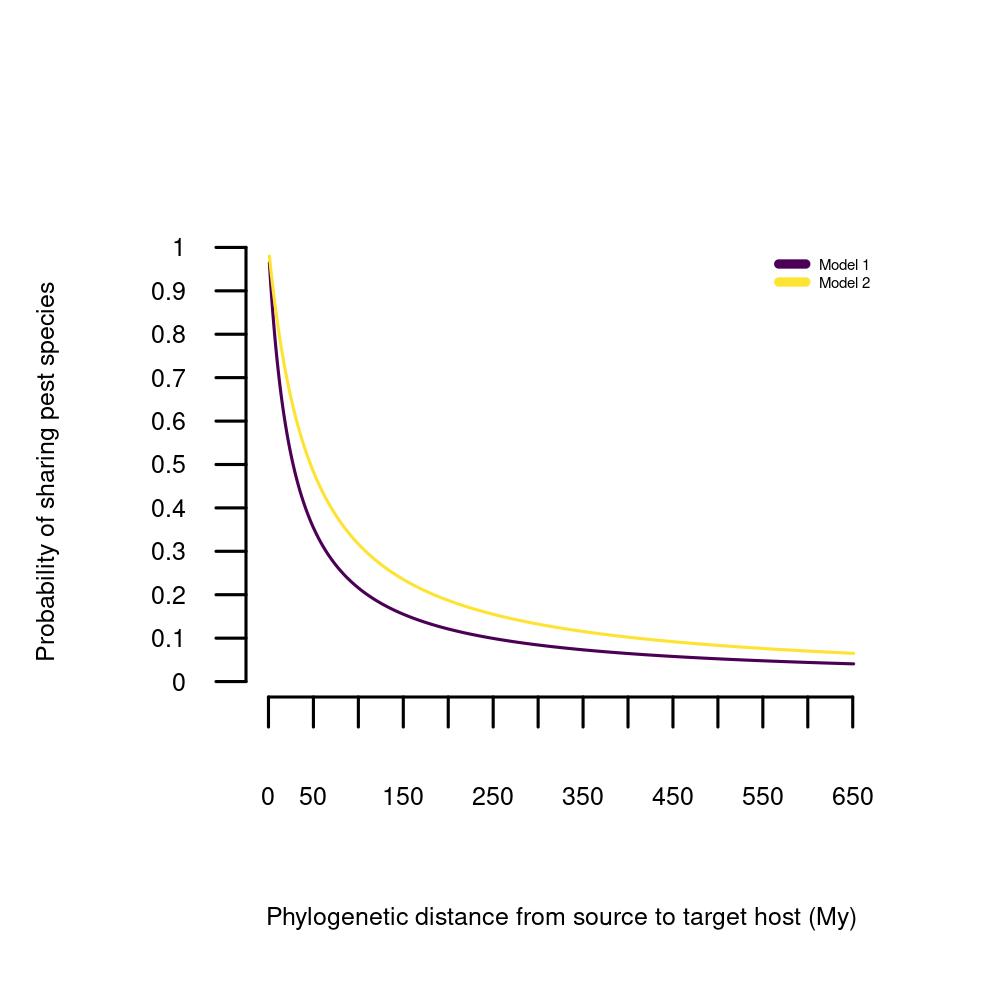 Probability of sharing pest species
1
0.9
0.8
0.7
0.6
0.5
0.4
0.3
0.2
0.1
0
Model 1
Model 2
0 50 150 250 350 450 550 650
Phylogenetic distance from source to target host (My)